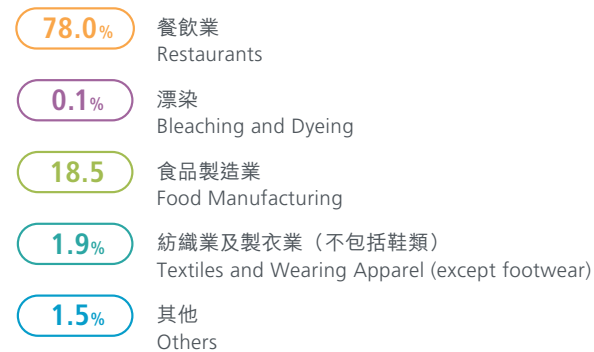 78.0%
餐飲業
Restaurants
0.1%
漂染
Bleaching and Dyeing
18.5
食品製造業
Food Manufacturing
1.9%
紡織業及製衣業（不包括鞋類）
Textiles and Wearing Apparel (except footwear)
1.5%
其他
Others